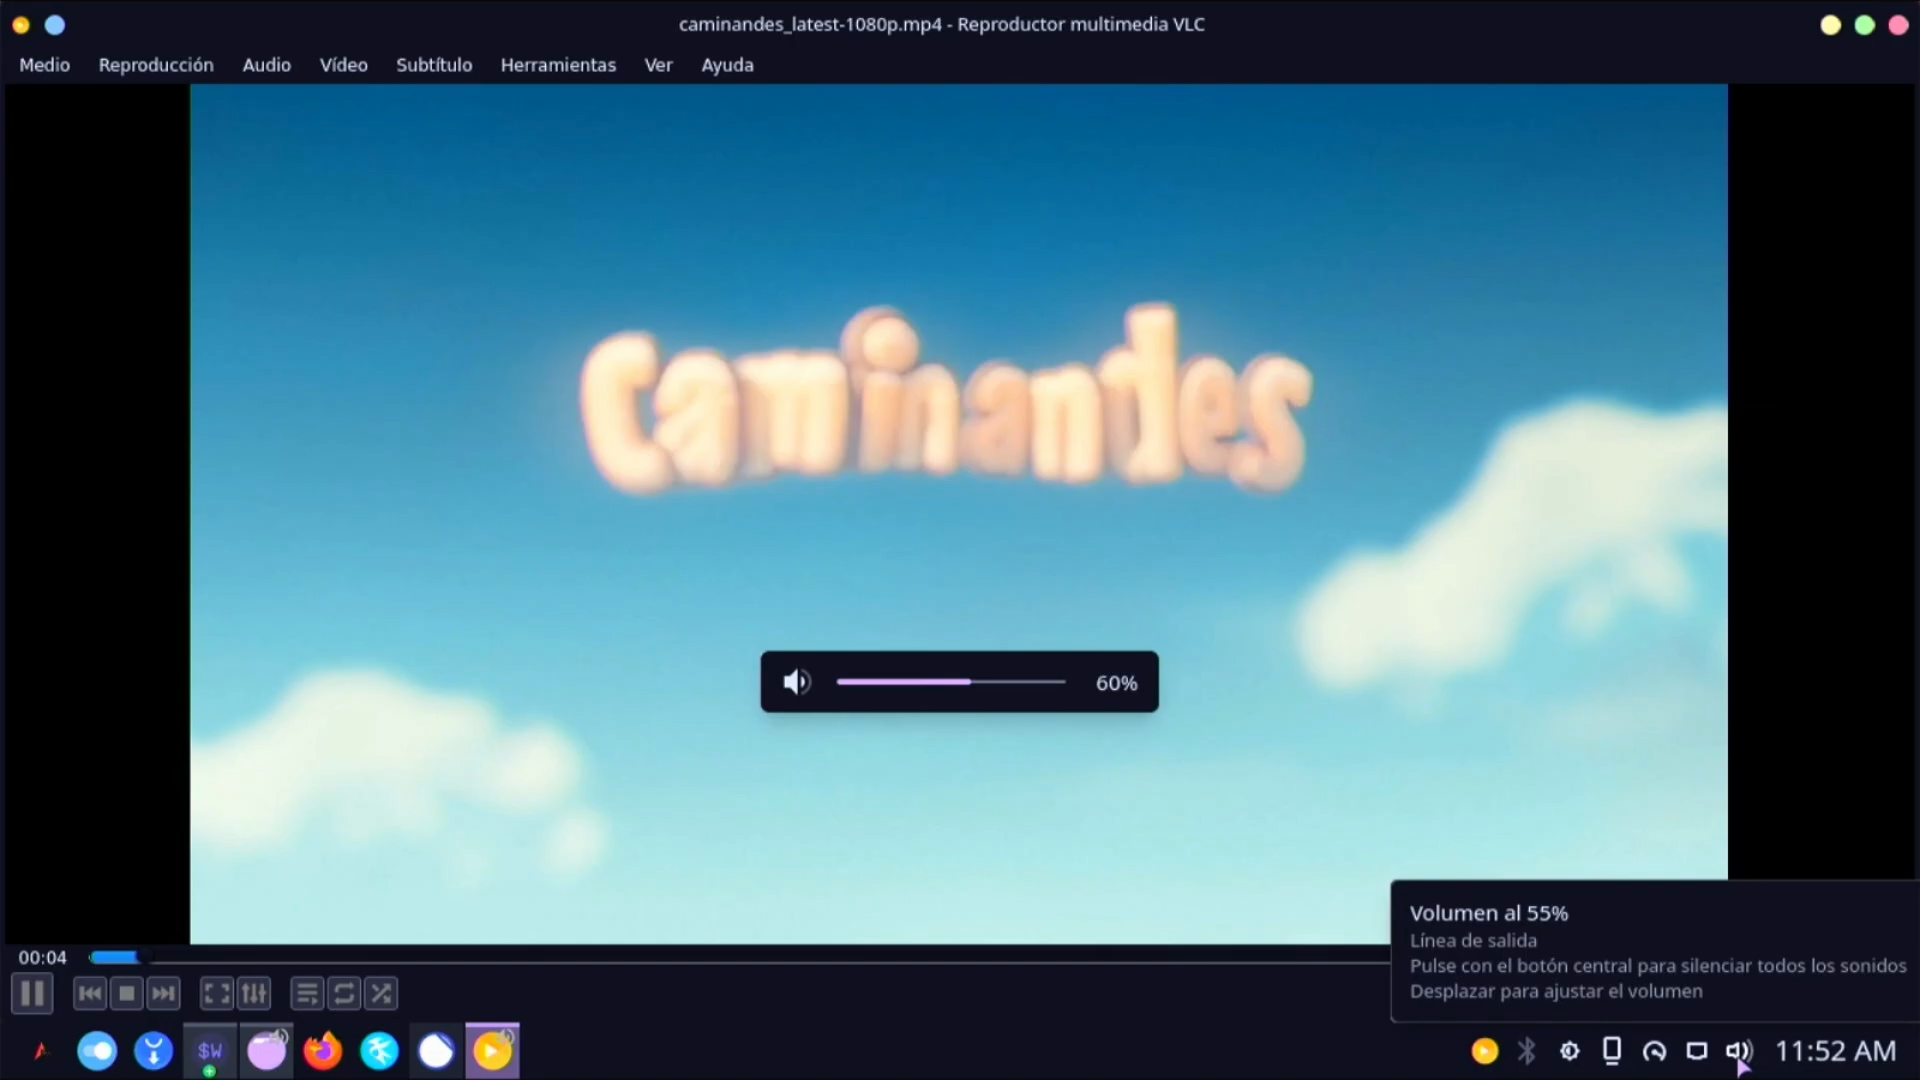 caminandes_latest-1080p.mp4 - Reproductor multimedia VLC
Medio Reproducción Audio Vídeo Subtítulo Herramientas Ver Ayuda
Caminandes
60%
Volumen al 55%
Línea de salida
Pulse con el botón central para silenciar todos los sonidos
Desplazar para ajustar el volumen
00:04
$W
11:52 AM